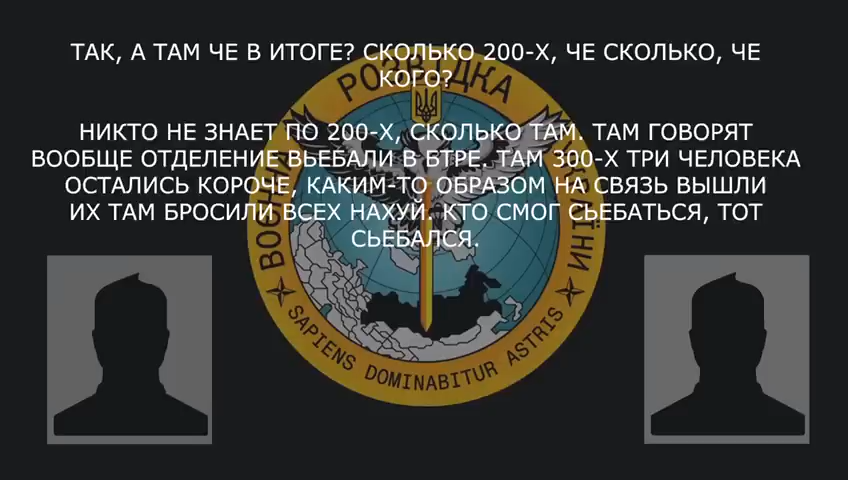 ТАК, А ТАМ ЧЕ В ИТОГЕ? СКОЛЬКО 200-Х, ЧЕ СКОЛЬКО, ЧЕ
КОГО?
НИКТО НЕ ЗНАЕТ ПО 200-Х, СКОЛЬКО ТАМ. ТАМ ГОВОРЯТ
ВООБЩЕ ОТДЕЛЕНИЕ ВЬЕБАЛИ В БТРЕ. ТАМ 300-Х ТРИ ЧЕЛОВЕКА
ОСТАЛИСЬ КОРОЧЕ, КАКИМ-ТО ОБРАЗОМ НА СВЯЗЬ ВЫШЛИ
ИХ ТАМ БРОСИЛИ ВСЕХ НАХУЙ. КТО СМОГ СЬЕБАТЬСЯ, ТОТ
СЬЕБАЛСЯ.
РОЗВІДКА
SAPIENS DOMINABITUR ASTRIS